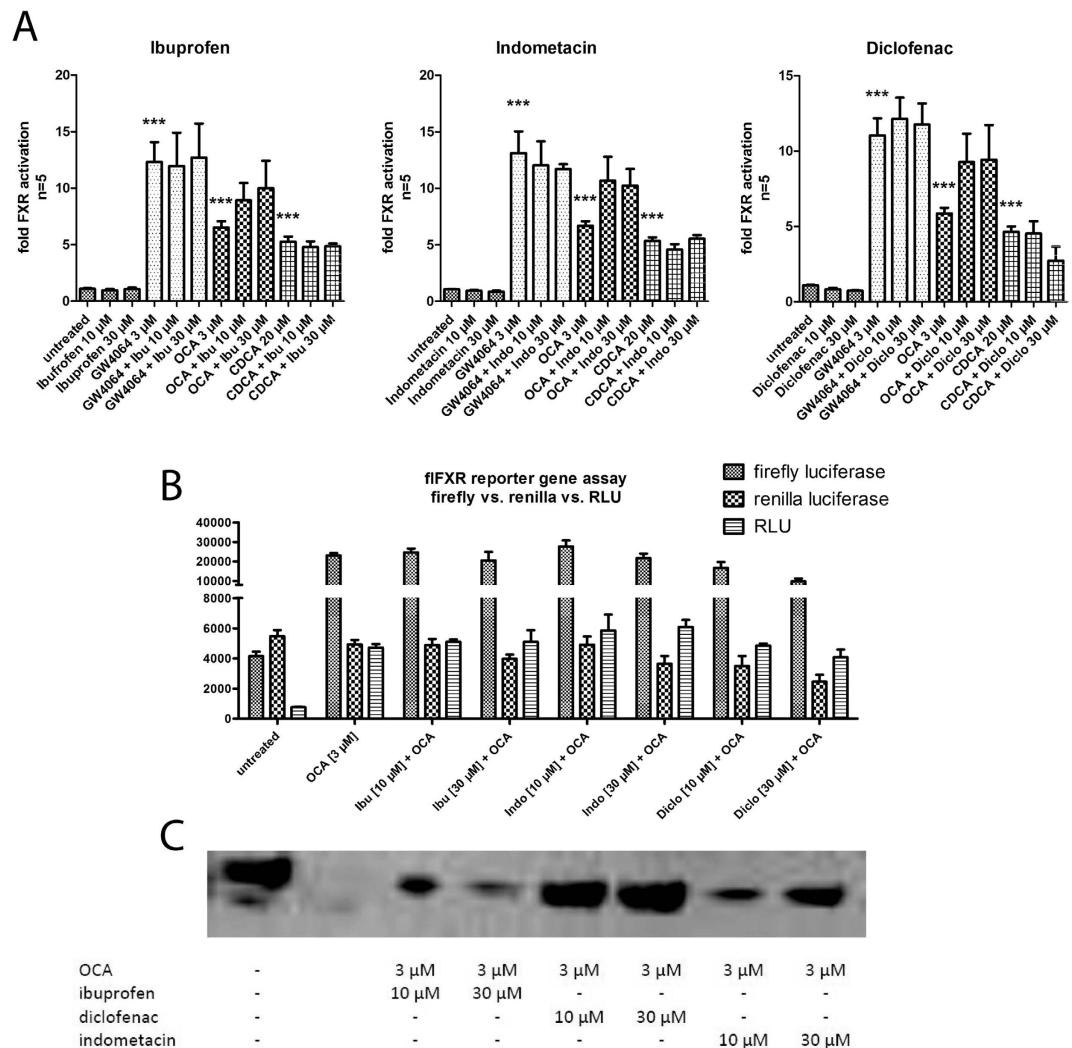 A
Ibuprofen
20
15
10
5
0
fold FXR activation
n=5
***
***
***
untreated
Ibufrofen 10 µM
Ibuprofen 30 µM
GW4064 3 µM
GW4064 + Ibu 10 µM
GW4064 + Ibu 30 µM
OCA 3 µM
OCA + Ibu 10 µM
OCA + Ibu 30 µM
CDCA 20 µM
CDCA + Ibu 10 µM
CDCA + Ibu 30 µM
Indometacin
20
15
10
5
0
fold FXR activation
n=5
***
***
***
untreated
Indometacin 10 µM
Indometacin 30 µM
GW4064 3 µM
GW4064 + Indo 10 µM
GW4064 + Indo 30 µM
OCA 3 µM
OCA + Indo 10 µM
OCA + Indo 30 µM
CDCA 20 µM
CDCA + Indo 10 µM
CDCA + Indo 30 µM
Diclofenac
15
10
5
0
fold FXR activation
n=5
***
***
***
untreated
Diclofenac 10 µM
Diclofenac 30 µM
GW4064 3 µM
GW4064 + Diclo 10 µM
GW4064 + Diclo 30 µM
OCA 3 µM
OCA + Diclo 10 µM
OCA + Diclo 30 µM
CDCA 20 µM
CDCA + Diclo 10 µM
CDCA + Diclo 30 µM
B
flFXR reporter gene assay
firefly vs. renilla vs. RLU
firefly luciferase
renilla luciferase
RLU
40000
30000
20000
10000
8000
6000
4000
2000
0
untreated
OCA [3 µM]
Ibu [10 µM] + OCA
Ibu [30 µM] + OCA
Indo [10 µM] + OCA
Indo [30 µM] + OCA
Diclo [10 µM] + OCA
Diclo [30 µM] + OCA
C
OCA - 3 µM 3 µM 3 µM 3 µM 3 µM 3 µM
ibuprofen - 10 µM 30 µM - - - -
diclofenac - - - 10 µM 30 µM - -
indometacin - - - - - 10 µM 30 µM